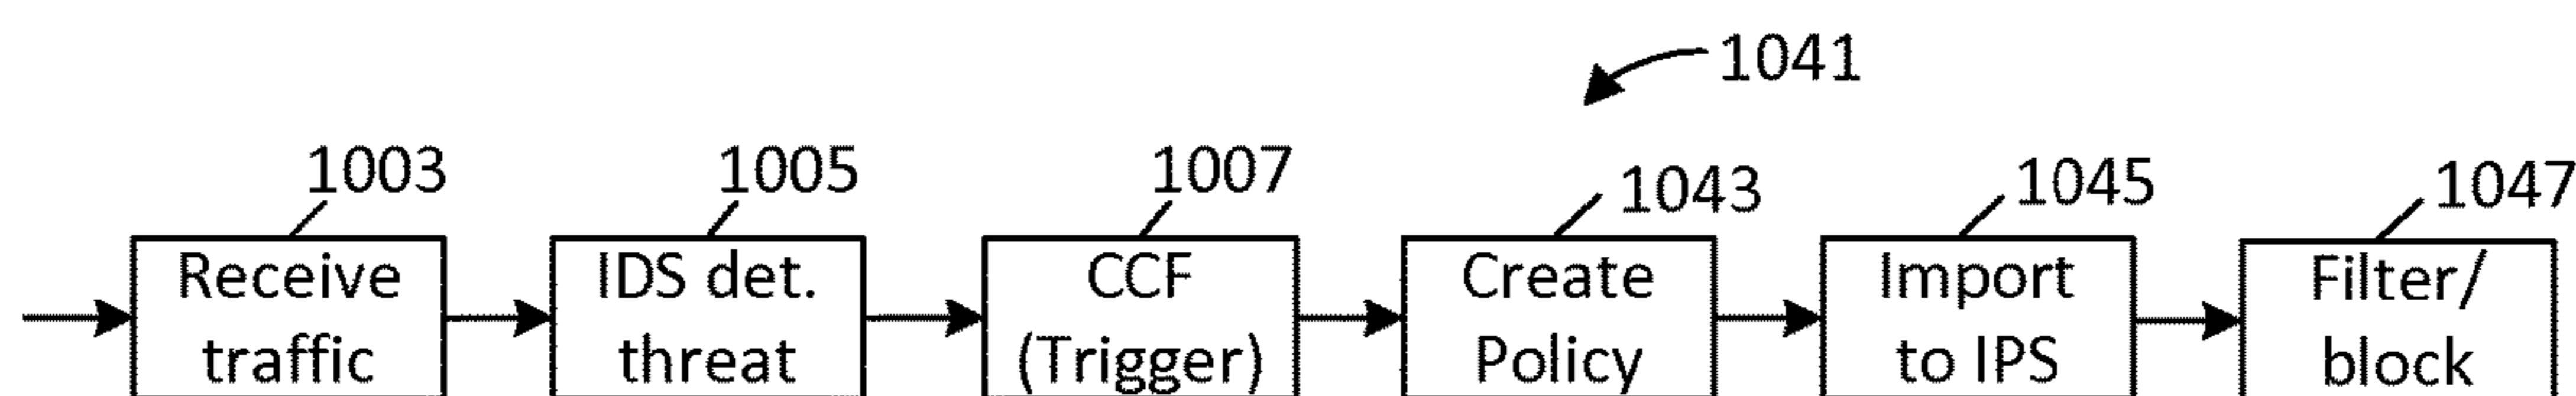 1041
1003
1005
1007
1043
1045
1047
Receive
traffic
IDS det.
threat
CCF
(Trigger)
Create
Policy
Import
to IPS
Filter/
block